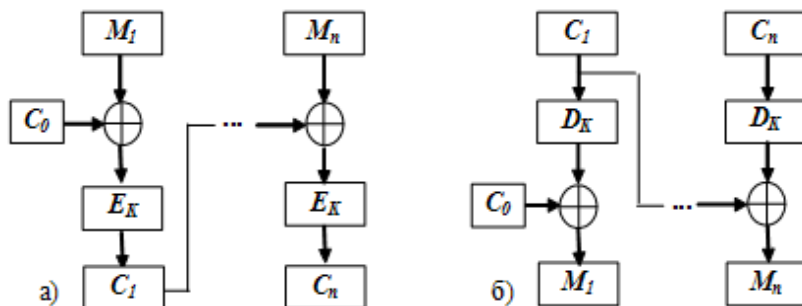 M1 Mn C1 Cn
C0 ... DK DK
EK EK C0 ...
а) C1 Cn б) M1 Mn